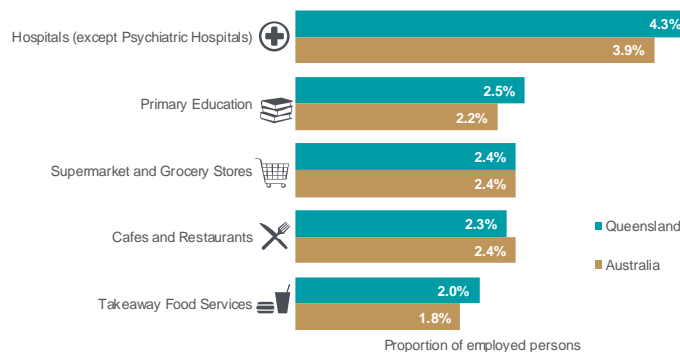 4.3%
Hospitals (except Psychiatric Hospitals)
3.9%
2.5%
Primary Education
2.2%
2.4%
Supermarket and Grocery Stores
2.4%
2.3%
Cafes and Restaurants
2.4%
Queensland
Australia
2.0%
Takeaway Food Services
1.8%
Proportion of employed persons